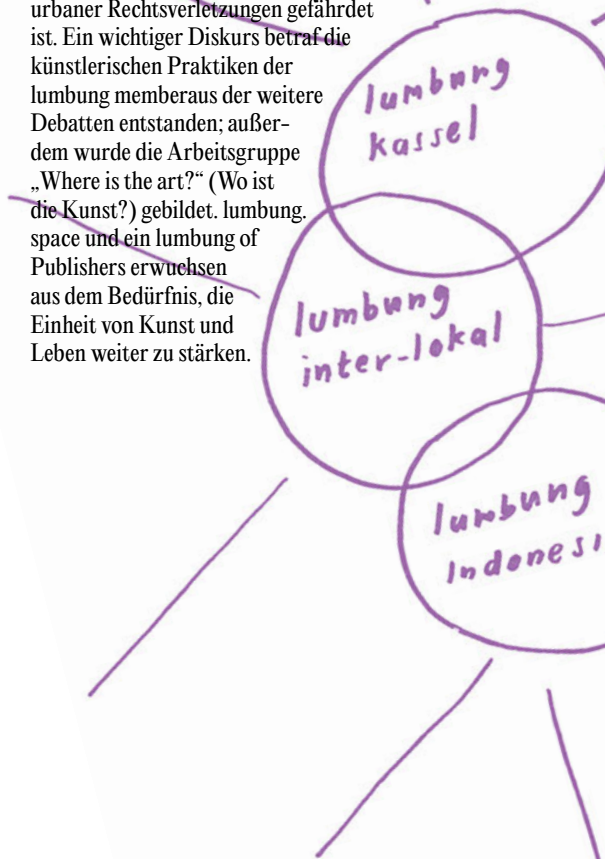 urbaner Rechtsverletzungen gefährdet
ist. Ein wichtiger Diskurs betraf die
künstlerischen Praktiken der
lumbung memberaus der weitere
Debatten entstanden; außer-
dem wurde die Arbeitsgruppe
„Where is the art?“ (Wo ist
die Kunst?) gebildet. lumbung.
space und ein lumbung of
Publishers erwuchsen
aus dem Bedürfnis, die
Einheit von Kunst und
Leben weiter zu stärken.
lumbung
kassel
lumbung
inter-lokal
lumbung
Indonesi